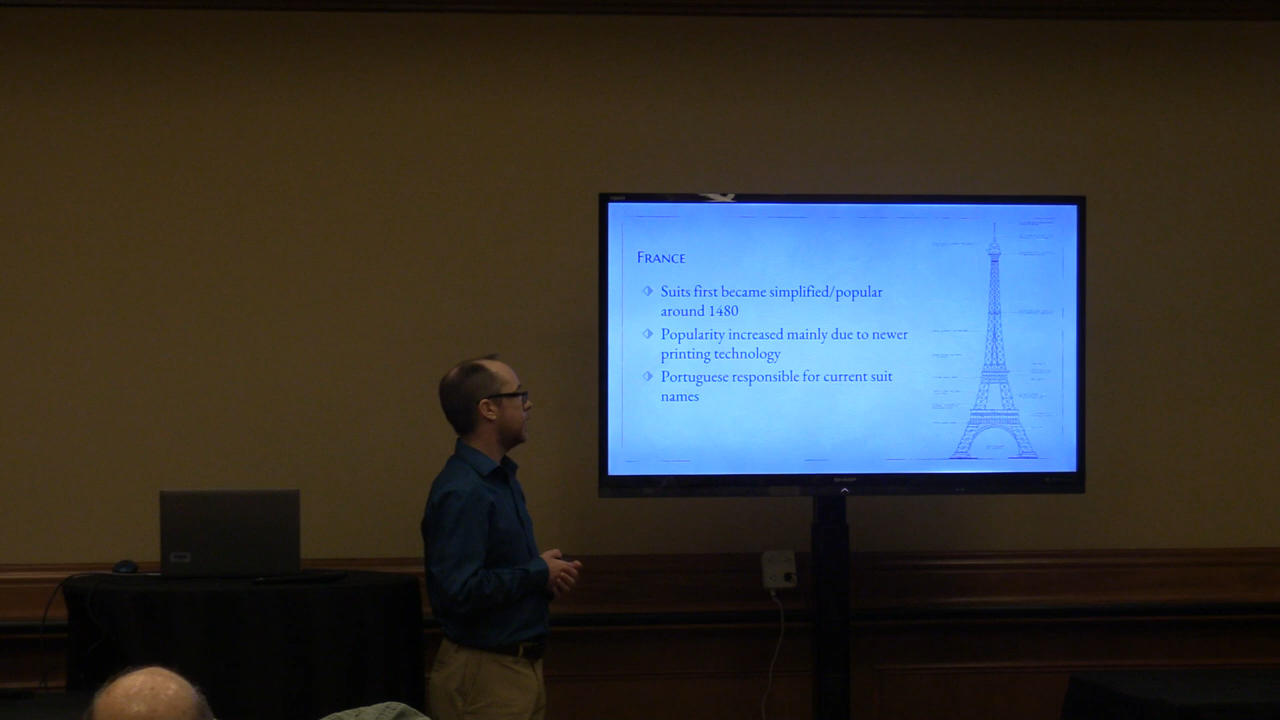 FRANCE
Suits first became simplified/popular
around 1480
Popularity increased mainly due to newer
printing technology
Portuguese responsible for current suit
names
SHARP